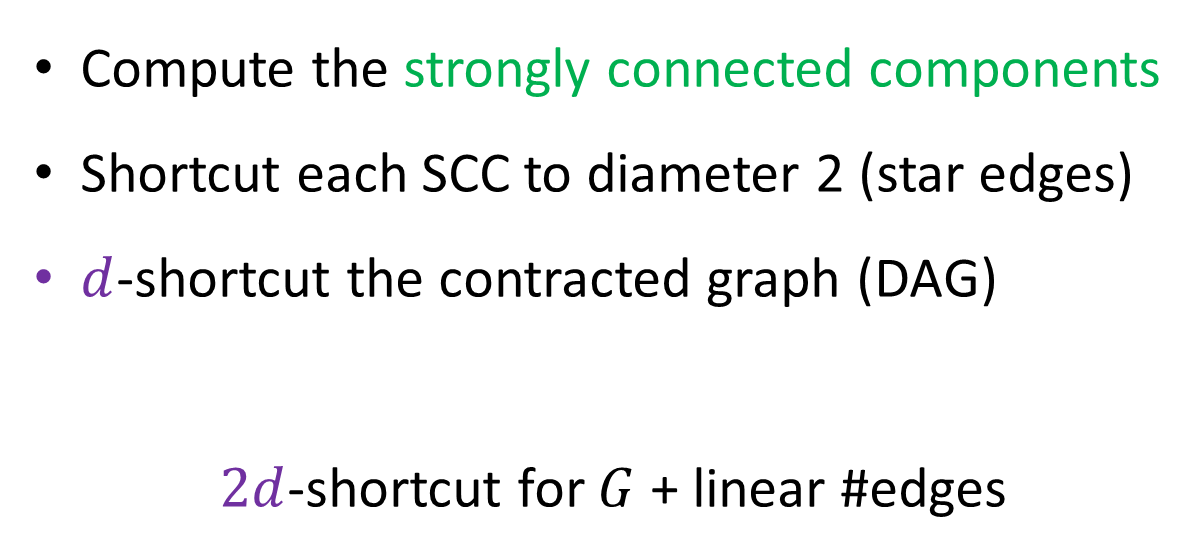 • Compute the strongly connected components
• Shortcut each SCC to diameter 2 (star edges)
• d-shortcut the contracted graph (DAG)
2d-shortcut for G + linear #edges